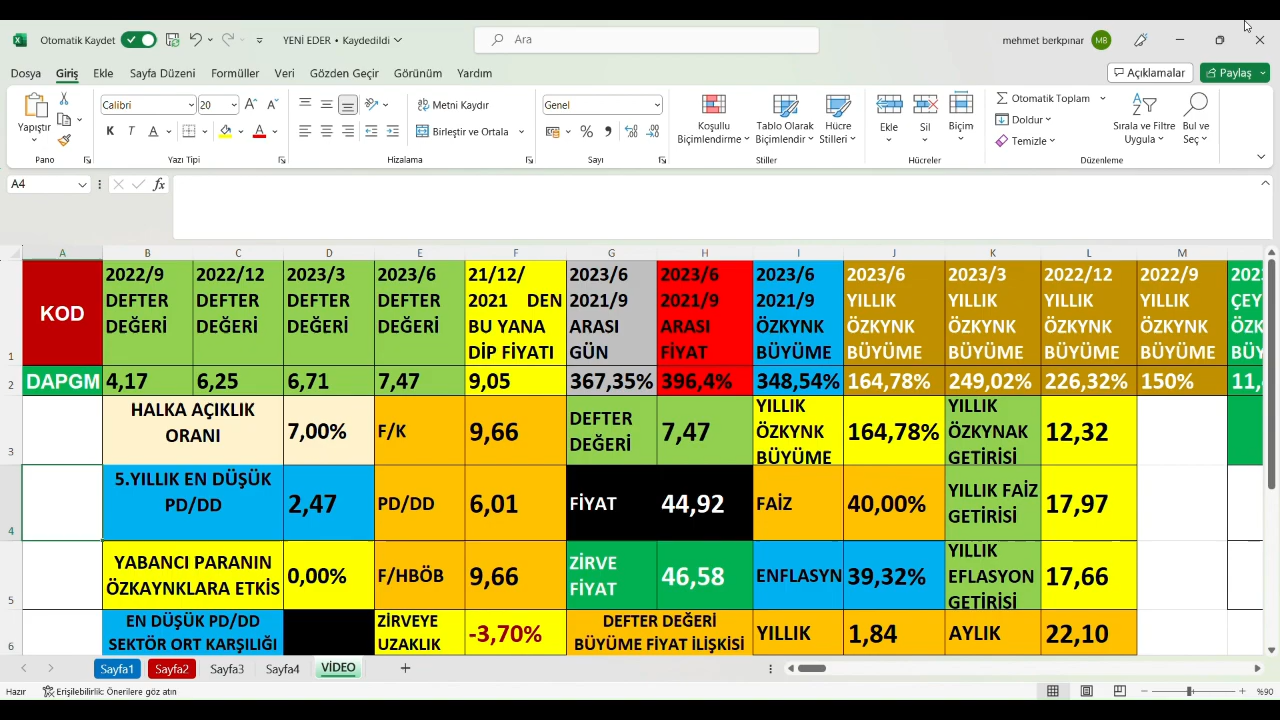 Otomatik Kaydet
YENİ EDER • Kaydedildi
Ara
mehmet berkpınar MB
Dosya Giriş Ekle Sayfa Düzeni Formüller Veri Gözden Geçir Görünüm Yardım
Açıklamalar Paylaş
Yapıştır
Calibri 20
K T A
Metni Kaydır
Birleştir ve Ortala
Genel
Koşullu Biçimlendirme
Tablo Olarak Biçimlendir
Hücre Stilleri
Ekle Sil Biçim
Otomatik Toplam
Doldur
Temizle
Sırala ve Filtre Uygula
Bul ve Seç
Pano Yazı Tipi Hizalama Sayı Stiller Hücreler Düzenleme
A4 fx
A B C D E F G H I J K L M
1
KOD
2022/9 DEFTER DEĞERİ
2022/12 DEFTER DEĞERİ
2023/3 DEFTER DEĞERİ
2023/6 DEFTER DEĞERİ
21/12/ 2021 DEN BU YANA DİP FİYATI
2023/6 2021/9 ARASI GÜN
2023/6 2021/9 ARASI FİYAT
2023/6 2021/9 ÖZKYNK BÜYÜME
2023/6 YILLIK ÖZKYNK BÜYÜME
2023/3 YILLIK ÖZKYNK BÜYÜME
2022/12 YILLIK ÖZKYNK BÜYÜME
2022/9 YILLIK ÖZKYNK BÜYÜME
2 DAPGM 4,17 6,25 6,71 7,47 9,05 367,35% 396,4% 348,54% 164,78% 249,02% 226,32% 150%
3 HALKA AÇIKLIK ORANI 7,00% F/K 9,66 DEFTER DEĞERİ 7,47 YILLIK ÖZKYNK BÜYÜME 164,78% YILLIK ÖZKYNAK GETİRİSİ 12,32
4 5.YILLIK EN DÜŞÜK PD/DD 2,47 PD/DD 6,01 FİYAT 44,92 FAİZ 40,00% YILLIK FAİZ GETİRİSİ 17,97
5 YABANCI PARANIN ÖZKAYNKLARA ETKİS 0,00% F/HBÖB 9,66 ZİRVE FİYAT 46,58 ENFLASYN 39,32% YILLIK EFLASYON GETİRİSİ 17,66
6 EN DÜŞÜK PD/DD SEKTÖR ORT KARŞILIĞI ZİRVEYE UZAKLIK -3,70% DEFTER DEĞERİ BÜYÜME FİYAT İLİŞKİSİ YILLIK 1,84 AYLIK 22,10
Sayfa1 Sayfa2 Sayfa3 Sayfa4 VİDEO
Hazır Erişilebilirlik: Önerilere göz atın
%90